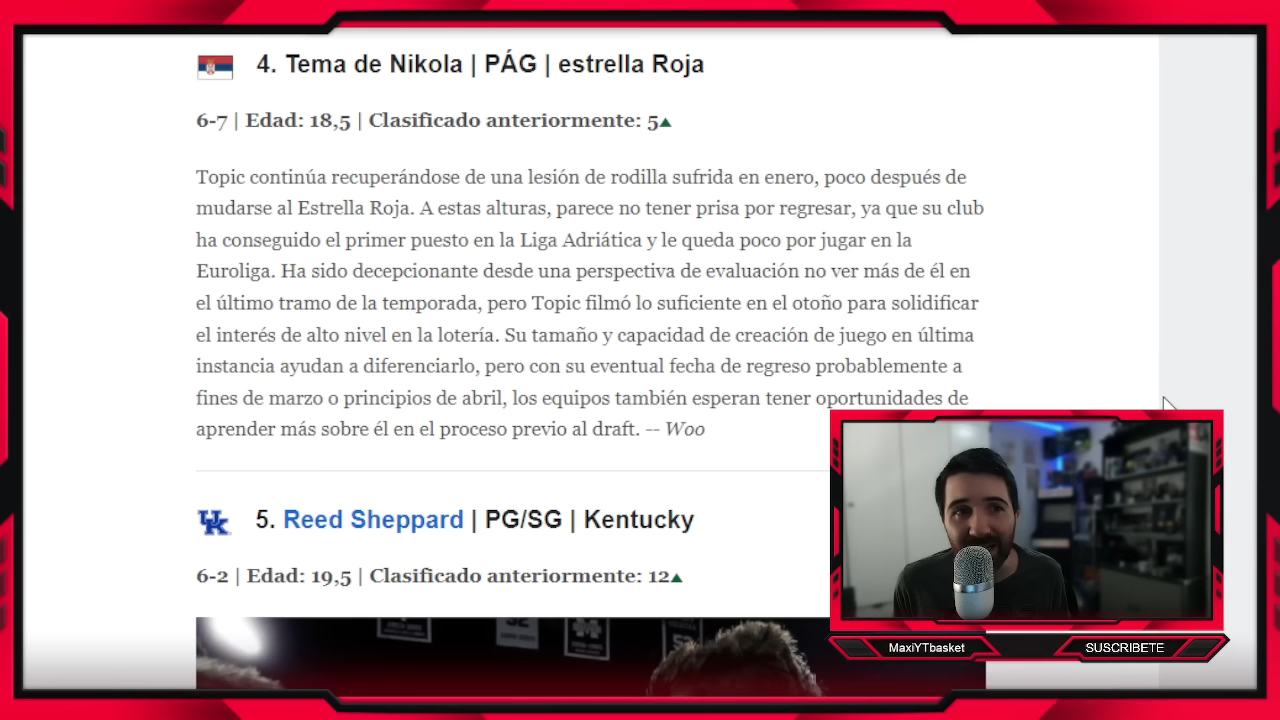 4. Tema de Nikola | PÁG | estrella Roja
6-7 | Edad: 18,5 | Clasificado anteriormente: 5
Topic continúa recuperándose de una lesión de rodilla sufrida en enero, poco después de
mudarse al Estrella Roja. A estas alturas, parece no tener prisa por regresar, ya que su club
ha conseguido el primer puesto en la Liga Adriática y le queda poco por jugar en la
Euroliga. Ha sido decepcionante desde una perspectiva de evaluación no ver más de él en
el último tramo de la temporada, pero Topic filmó lo suficiente en el otoño para solidificar
el interés de alto nivel en la lotería. Su tamaño y capacidad de creación de juego en última
instancia ayudan a diferenciarlo, pero con su eventual fecha de regreso probablemente a
fines de marzo o principios de abril, los equipos también esperan tener oportunidades de
aprender más sobre él en el proceso previo al draft. -- Woo
UK
5. Reed Sheppard | PG/SG | Kentucky
6-2 | Edad: 19,5 | Clasificado anteriormente: 12
MaxiYTbasket
SUSCRIBETE